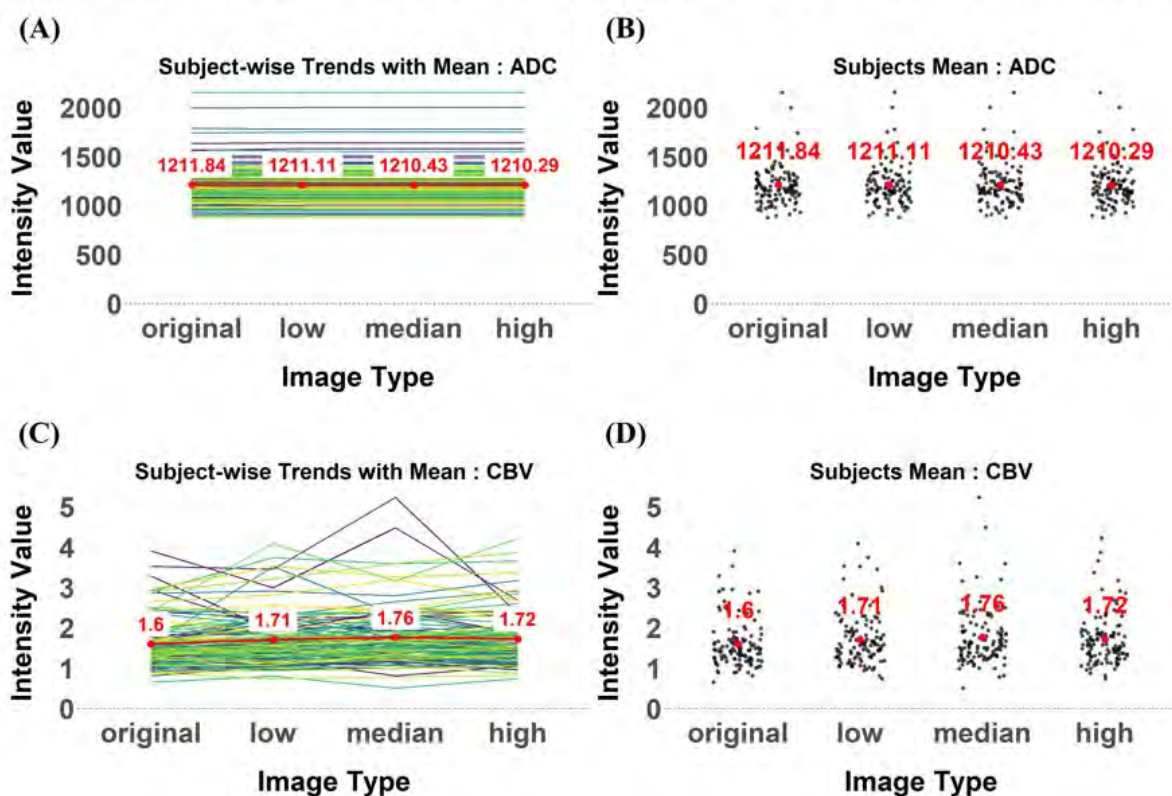 (A)
Subject-wise Trends with Mean : ADC
Intensity Value
2000
1500
1000
500
0
1211.84 1211.11 1210.43 1210.29
original low median high
Image Type
(B)
Subjects Mean : ADC
Intensity Value
2000
1500
1000
500
0
1211.84 1211.11 1210.43 1210.29
original low median high
Image Type
(C)
Subject-wise Trends with Mean : CBV
Intensity Value
5
4
3
2
1
0
1.6 1.71 1.76 1.72
original low median high
Image Type
(D)
Subjects Mean : CBV
Intensity Value
5
4
3
2
1
0
1.6 1.71 1.76 1.72
original low median high
Image Type